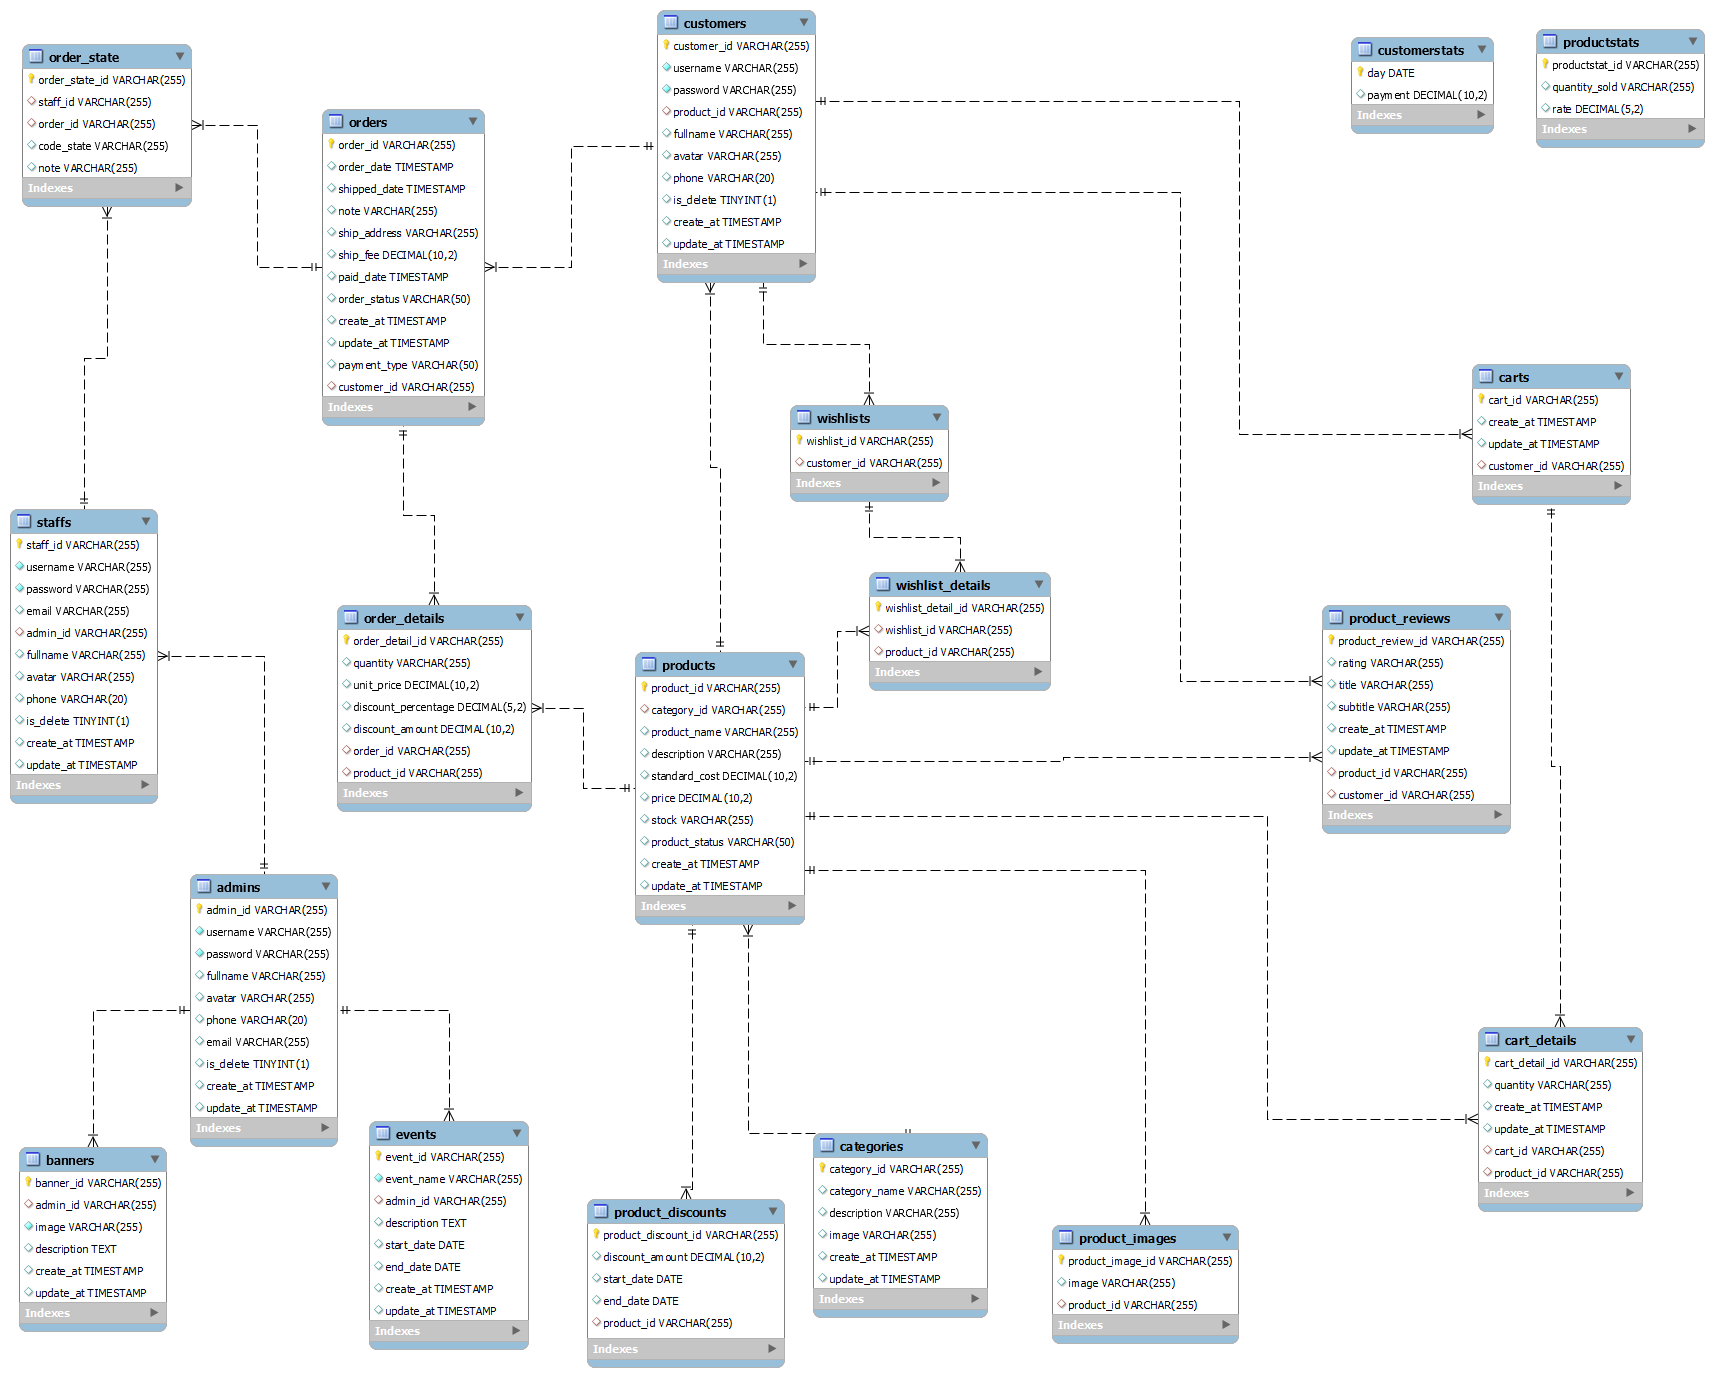 order_state
order_state_id VARCHAR(255)
staff_id VARCHAR(255)
order_id VARCHAR(255)
code_state VARCHAR(255)
note VARCHAR(255)
Indexes
orders
order_id VARCHAR(255)
order_date TIMESTAMP
shipped_date TIMESTAMP
note VARCHAR(255)
ship_address VARCHAR(255)
ship_fee DECIMAL(10,2)
paid_date TIMESTAMP
order_status VARCHAR(50)
create_at TIMESTAMP
update_at TIMESTAMP
payment_type VARCHAR(50)
customer_id VARCHAR(255)
Indexes
customers
customer_id VARCHAR(255)
username VARCHAR(255)
password VARCHAR(255)
product_id VARCHAR(255)
fullname VARCHAR(255)
avatar VARCHAR(255)
phone VARCHAR(20)
is_delete TINYINT(1)
create_at TIMESTAMP
update_at TIMESTAMP
Indexes
customerstats
day DATE
payment DECIMAL(10,2)
Indexes
productstats
productstat_id VARCHAR(255)
quantity_sold VARCHAR(255)
rate DECIMAL(5,2)
Indexes
carts
cart_id VARCHAR(255)
create_at TIMESTAMP
update_at TIMESTAMP
customer_id VARCHAR(255)
Indexes
wishlists
wishlist_id VARCHAR(255)
customer_id VARCHAR(255)
Indexes
staffs
staff_id VARCHAR(255)
username VARCHAR(255)
password VARCHAR(255)
email VARCHAR(255)
admin_id VARCHAR(255)
fullname VARCHAR(255)
avatar VARCHAR(255)
phone VARCHAR(20)
is_delete TINYINT(1)
create_at TIMESTAMP
update_at TIMESTAMP
Indexes
order_details
order_detail_id VARCHAR(255)
quantity VARCHAR(255)
unit_price DECIMAL(10,2)
discount_percentage DECIMAL(5,2)
discount_amount DECIMAL(10,2)
order_id VARCHAR(255)
product_id VARCHAR(255)
Indexes
wishlist_details
wishlist_detail_id VARCHAR(255)
wishlist_id VARCHAR(255)
product_id VARCHAR(255)
Indexes
products
product_id VARCHAR(255)
category_id VARCHAR(255)
product_name VARCHAR(255)
description VARCHAR(255)
standard_cost DECIMAL(10,2)
price DECIMAL(10,2)
stock VARCHAR(255)
product_status VARCHAR(50)
create_at TIMESTAMP
update_at TIMESTAMP
Indexes
product_reviews
product_review_id VARCHAR(255)
rating VARCHAR(255)
title VARCHAR(255)
subtitle VARCHAR(255)
create_at TIMESTAMP
update_at TIMESTAMP
product_id VARCHAR(255)
customer_id VARCHAR(255)
Indexes
admins
admin_id VARCHAR(255)
username VARCHAR(255)
password VARCHAR(255)
fullname VARCHAR(255)
avatar VARCHAR(255)
phone VARCHAR(20)
email VARCHAR(255)
is_delete TINYINT(1)
create_at TIMESTAMP
update_at TIMESTAMP
Indexes
cart_details
cart_detail_id VARCHAR(255)
quantity VARCHAR(255)
create_at TIMESTAMP
update_at TIMESTAMP
cart_id VARCHAR(255)
product_id VARCHAR(255)
Indexes
banners
banner_id VARCHAR(255)
admin_id VARCHAR(255)
image VARCHAR(255)
description TEXT
create_at TIMESTAMP
update_at TIMESTAMP
Indexes
events
event_id VARCHAR(255)
event_name VARCHAR(255)
admin_id VARCHAR(255)
description TEXT
start_date DATE
end_date DATE
create_at TIMESTAMP
update_at TIMESTAMP
Indexes
product_discounts
product_discount_id VARCHAR(255)
discount_amount DECIMAL(10,2)
start_date DATE
end_date DATE
product_id VARCHAR(255)
Indexes
categories
category_id VARCHAR(255)
category_name VARCHAR(255)
description VARCHAR(255)
image VARCHAR(255)
create_at TIMESTAMP
update_at TIMESTAMP
Indexes
product_images
product_image_id VARCHAR(255)
image VARCHAR(255)
product_id VARCHAR(255)
Indexes